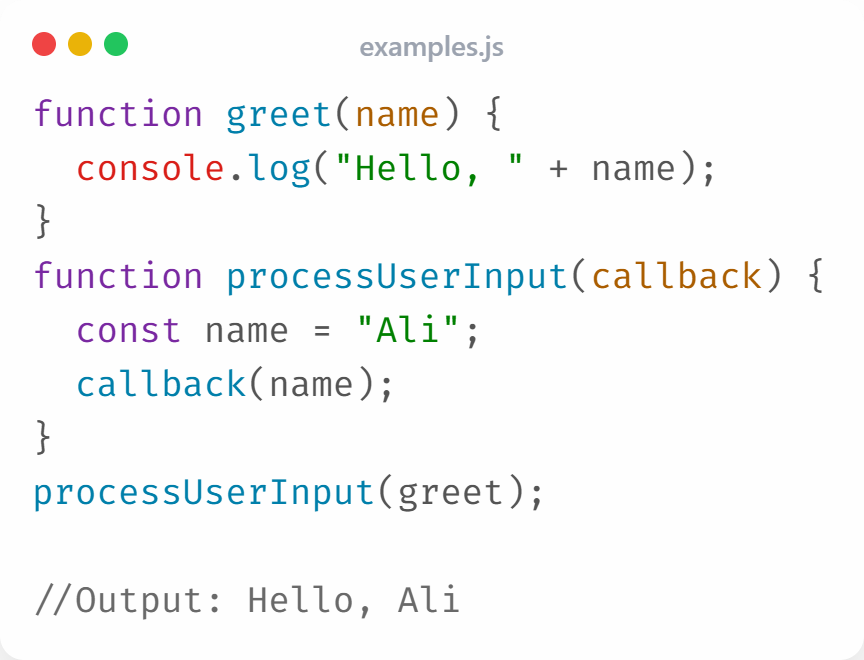 examples.js
function greet(name) {
  console.log("Hello, " + name);
}
function processUserInput(callback) {
  const name = "Ali";
  callback(name);
}
processUserInput(greet);

//Output: Hello, Ali